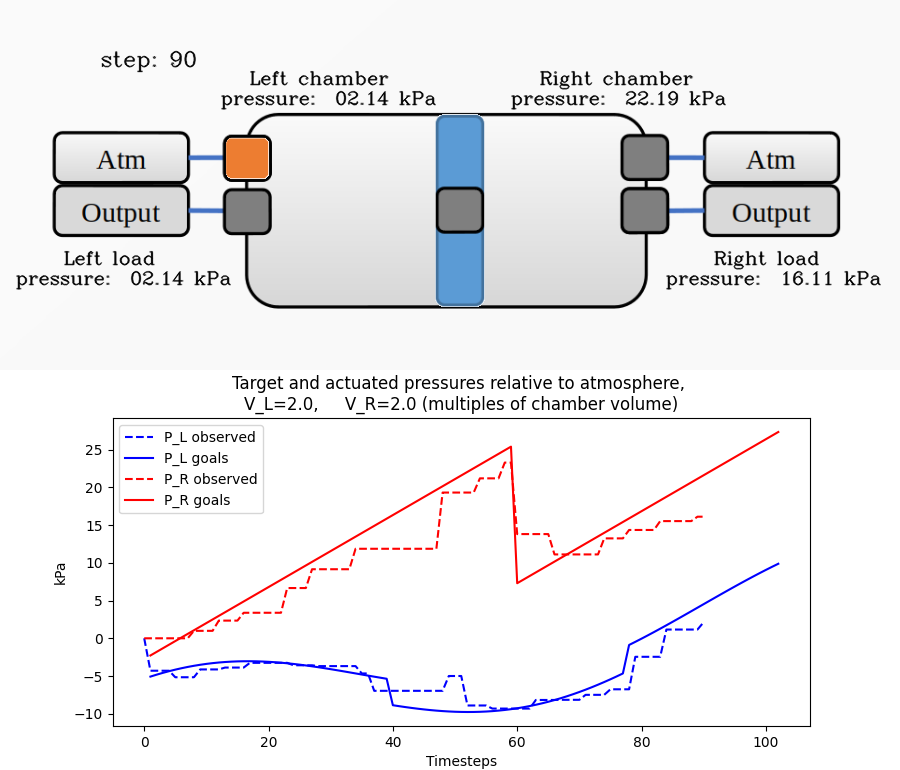 step: 90
Left chamber
pressure: 02.14 kPa
Right chamber
pressure: 22.19 kPa
Atm
Output
Atm
Output
Left load
pressure: 02.14 kPa
Right load
pressure: 16.11 kPa
Target and actuated pressures relative to atmosphere,
V_L=2.0, V_R=2.0 (multiples of chamber volume)
P_L observed
P_L goals
P_R observed
P_R goals
kPa
25
20
15
10
5
0
−5
−10
0 20 40 60 80 100
Timesteps